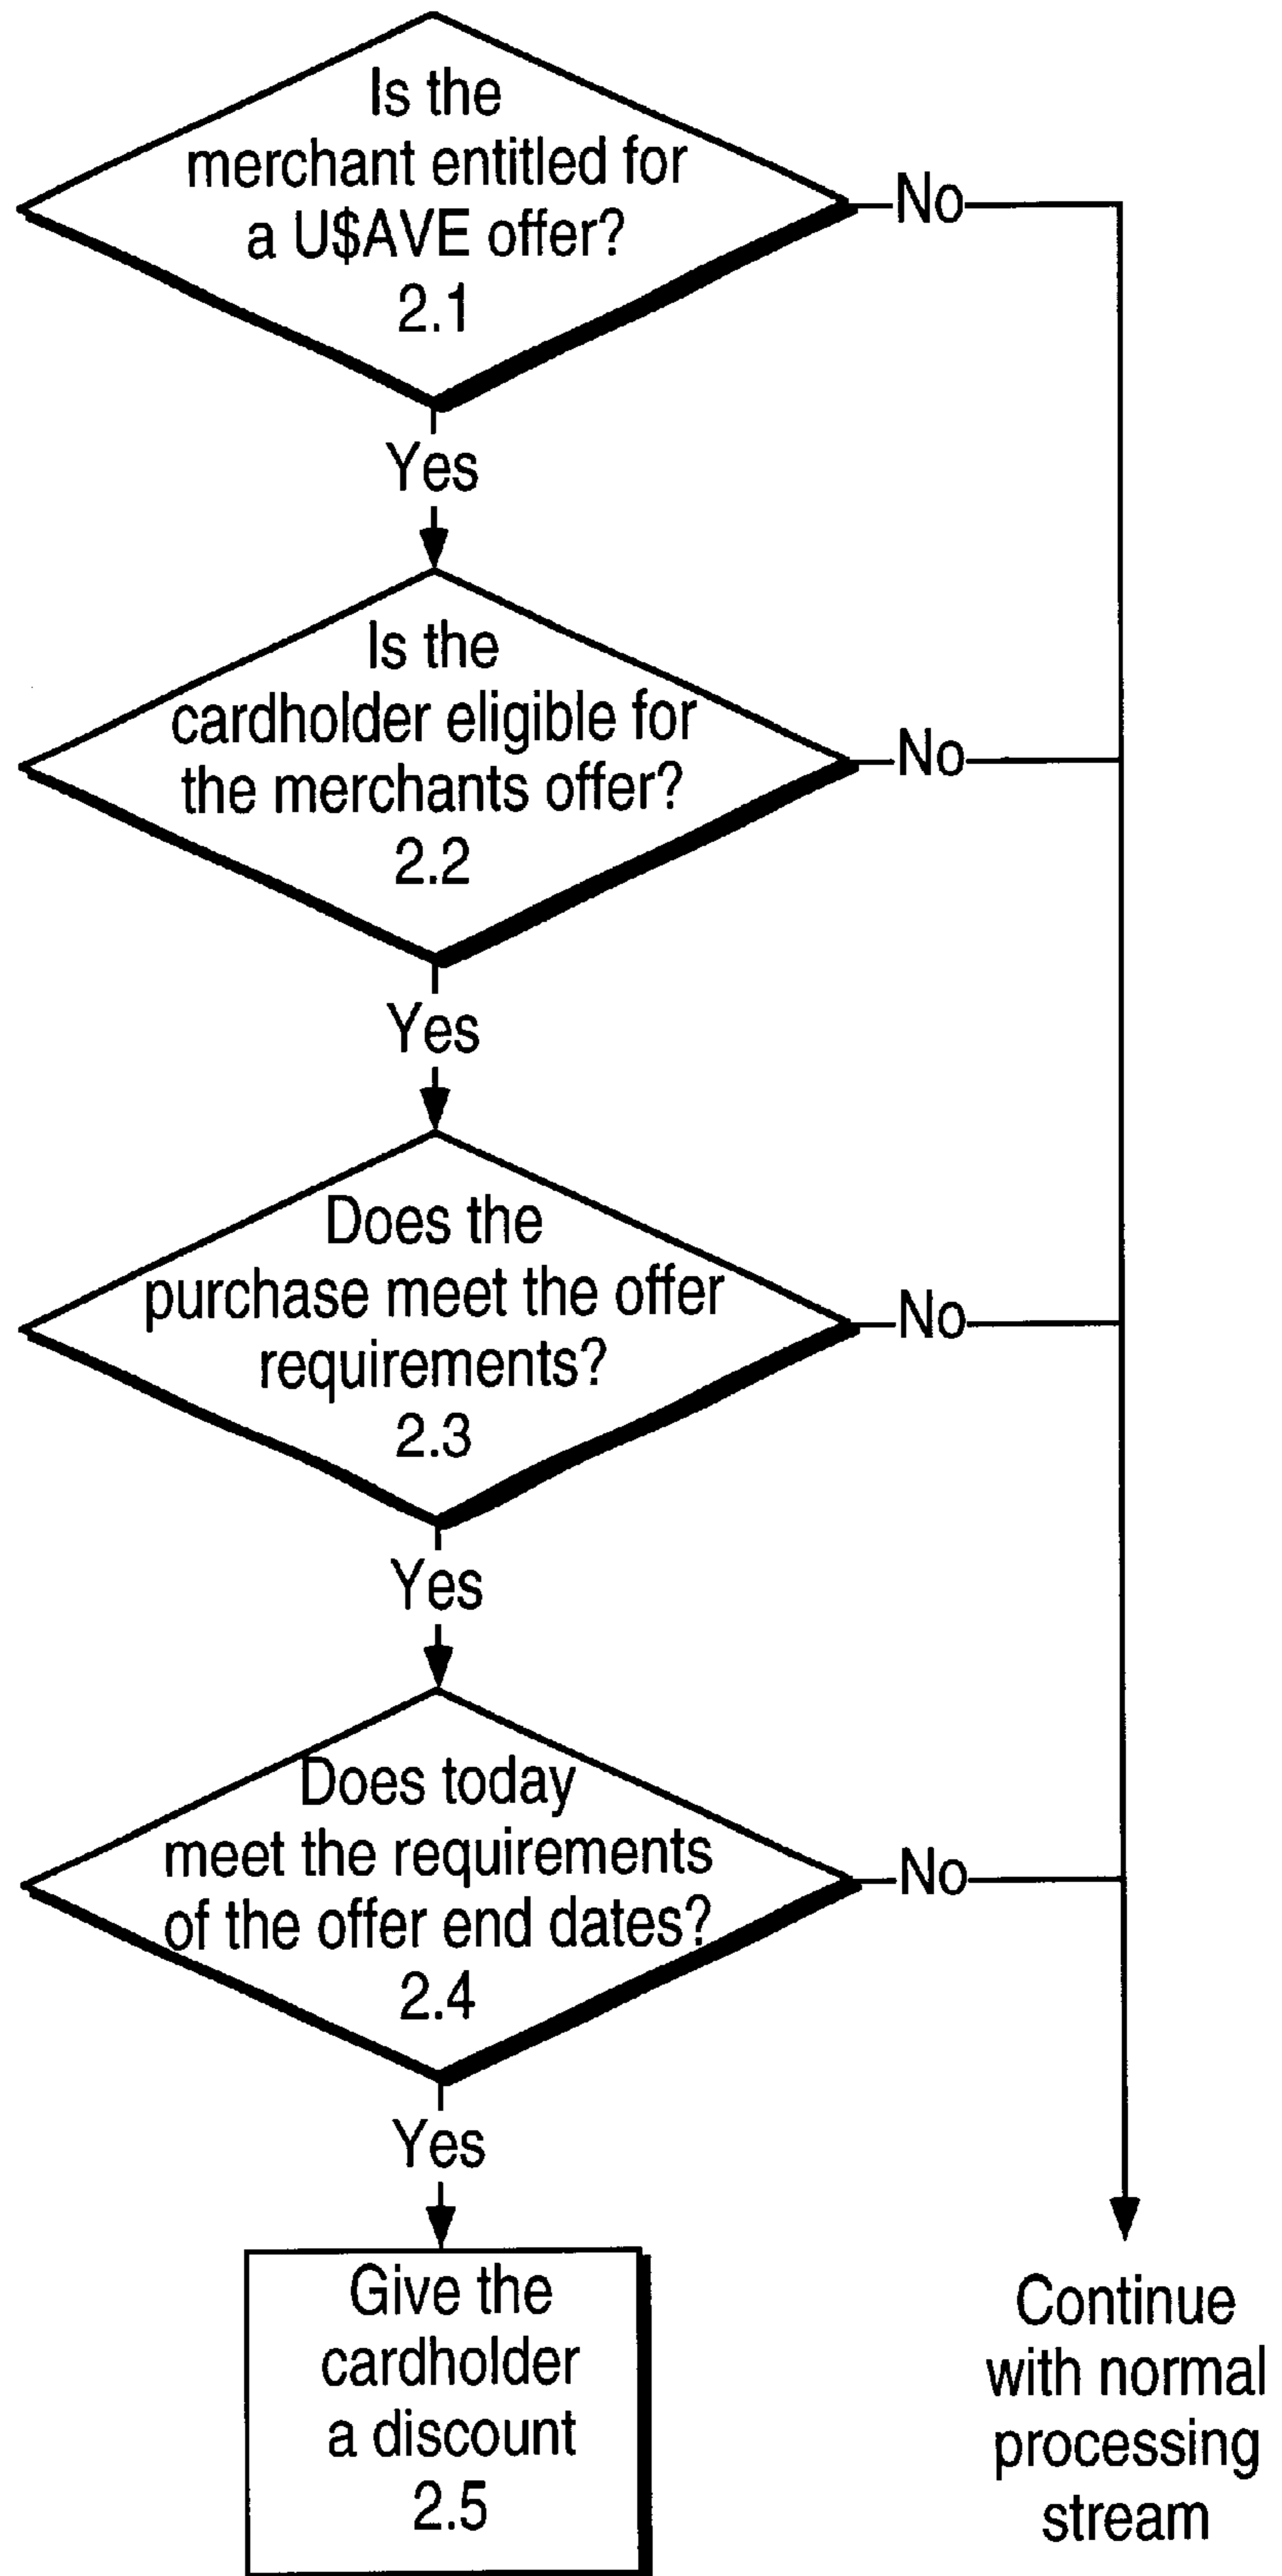 Is the
merchant entitled for
a U$AVE offer?
2.1
No
Yes
Is the
cardholder eligible for
the merchants offer?
2.2
No
Yes
Does the
purchase meet the offer
requirements?
2.3
No
Yes
Does today
meet the requirements
of the offer end dates?
2.4
No
Yes
Give the
cardholder
a discount
2.5
Continue
with normal
processing
stream